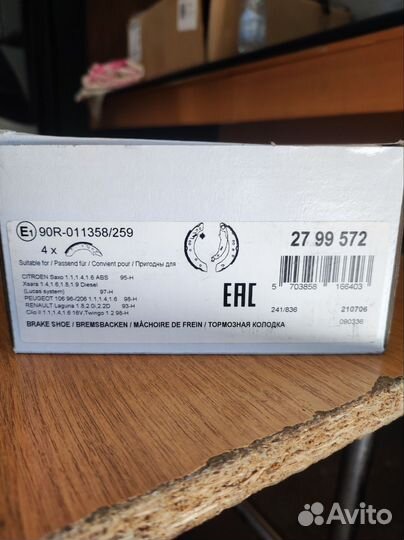 E1 90R-011358/259
4 x
Suitable for / Passend für / Convient pour / Пригодны для
CITROEN Saxo 1.1,1.4,1.6 ABS 95-H
Xsara 1.4,1.6,1.8,1.9 Diesel
(Lucas system) 97-H
PEUGEOT 106 96-/206 1.1,1.4,1.6 98-H
RENAULT Laguna 1.8,2.0i,2.2D 93-H
Clio II 1.1,1.4,1.6 16V,Twingo 1.2 98-H
BRAKE SHOE / BREMSBACKEN / MÂCHOIRE DE FREIN / ТОРМОЗНАЯ КОЛОДКА
27 99 572
5 703858 166403
EAC
241/836 210706
090336
Avito